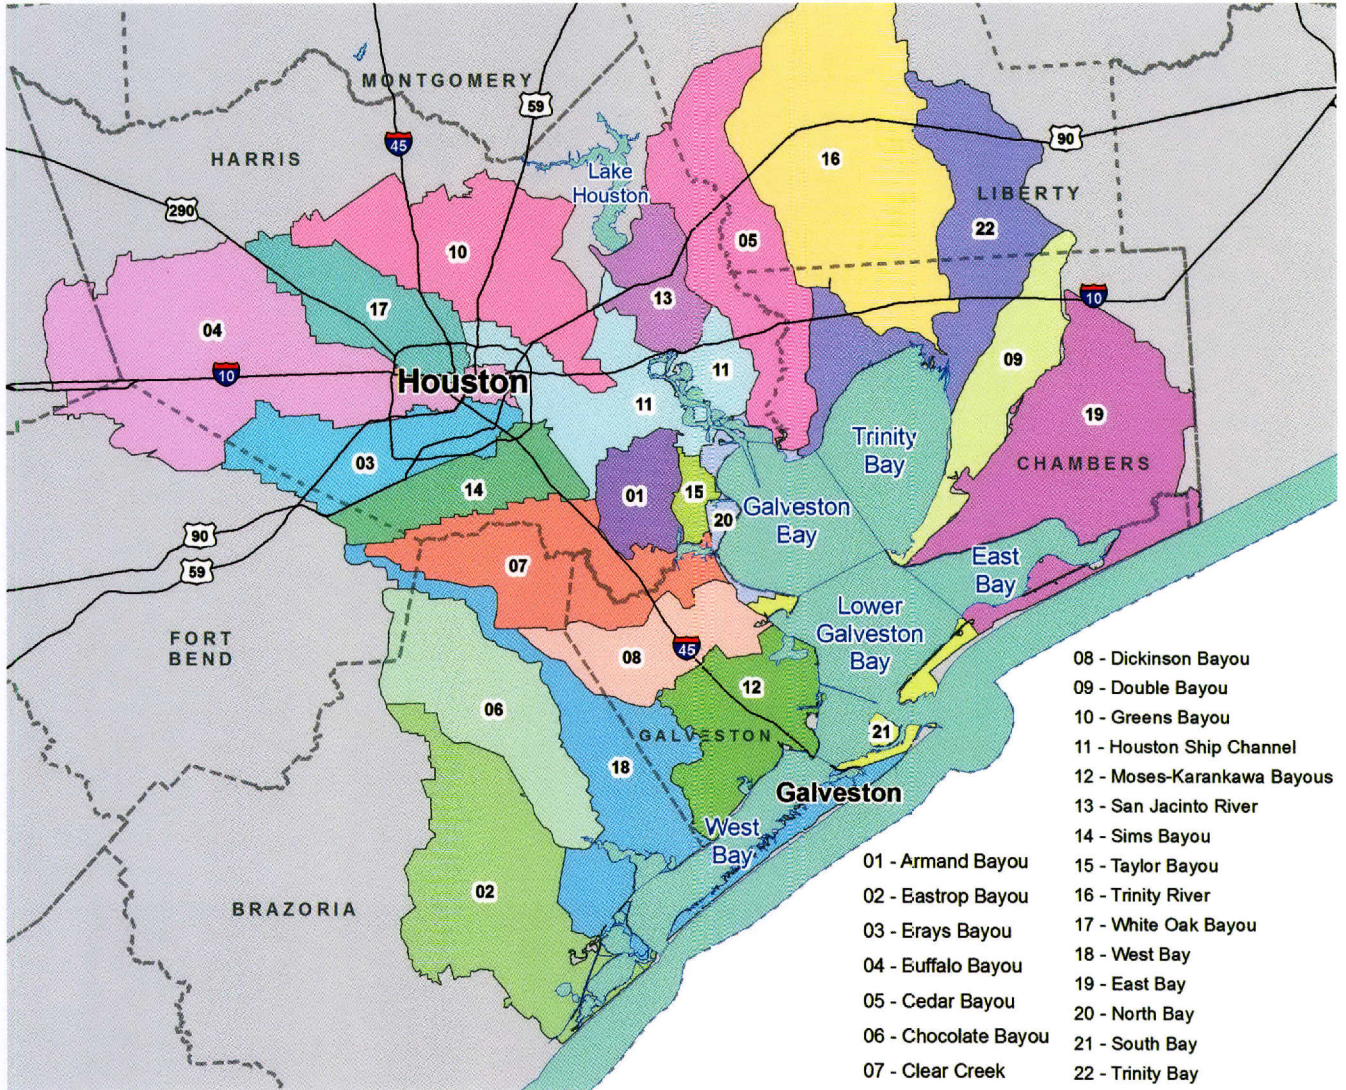 MONTGOMERY
59
45
90
16
HARRIS
Lake
Houston
LIBERTY
290
10
05
22
13
10
17
04
09
10
11
Houston
11
19
Trinity
Bay
03
CHAMBERS
14
01
15
Galveston
Bay
20
90
East
Bay
59
07
Lower
Galveston
Bay
FORT
BEND
45
08
12
06
GALVESTON
21
18
Galveston
West
Bay
02
BRAZORIA
01 - Armand Bayou
02 - Bastrop Bayou
03 - Brays Bayou
04 - Buffalo Bayou
05 - Cedar Bayou
06 - Chocolate Bayou
07 - Clear Creek
08 - Dickinson Bayou
09 - Double Bayou
10 - Greens Bayou
11 - Houston Ship Channel
12 - Moses-Karankawa Bayous
13 - San Jacinto River
14 - Sims Bayou
15 - Taylor Bayou
16 - Trinity River
17 - White Oak Bayou
18 - West Bay
19 - East Bay
20 - North Bay
21 - South Bay
22 - Trinity Bay